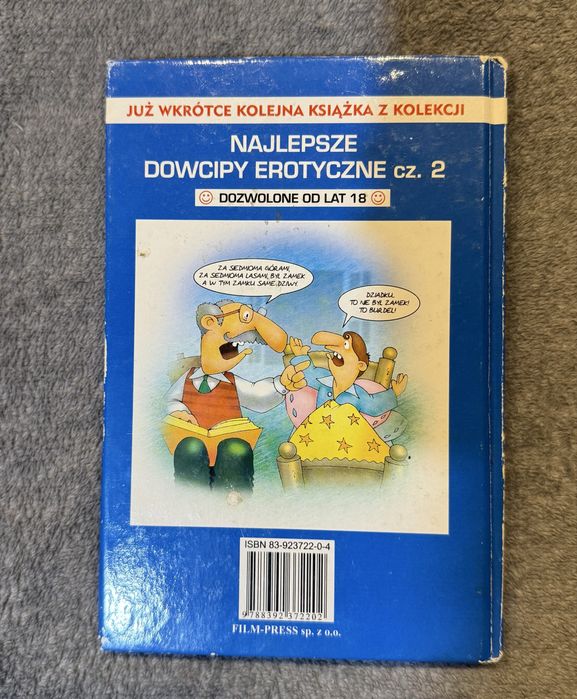 JUŻ WKRÓTCE KOLEJNA KSIĄŻKA Z KOLEKCJI
NAJLEPSZE
DOWCIPY EROTYCZNE cz. 2
DOZWOLONE OD LAT 18
ZA SIEDMIOMA GÓRAMI,
ZA SIEDMIOMA LASAMI, BYŁ ZAMEK
A W TYM ZAMKU SAME DZIWY.
DZIADKU,
TO NIE BYŁ ZAMEK!
TO BURDEL!
ISBN 83-923722-0-4
9788392372202
FILM-PRESS sp. z o.o.